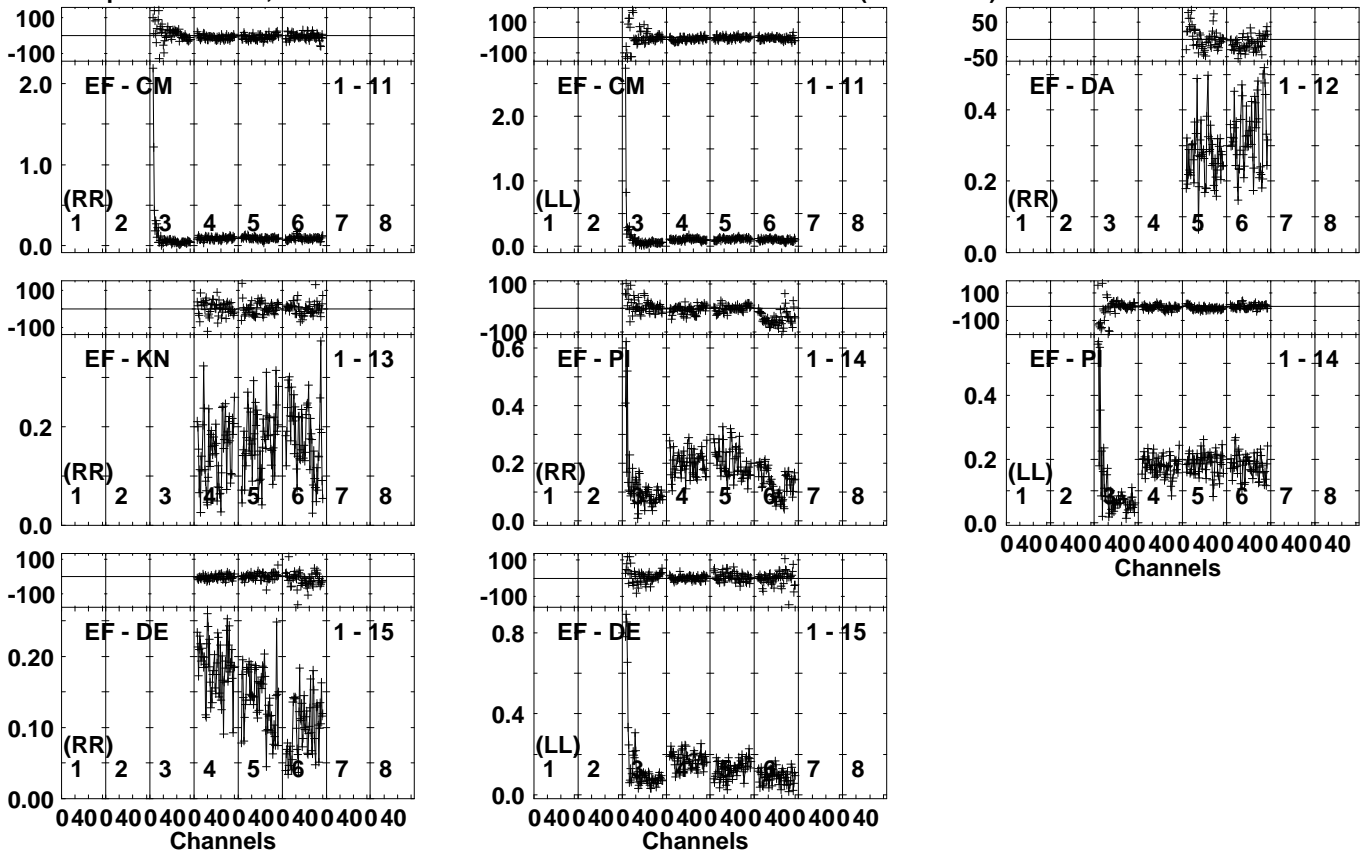 100
-100
2.0
1.0
0.0
EF - CM 1 - 11
(RR)
1 2 3 4 5 6 7 8
100
-100
2.0
1.0
0.0
EF - CM 1 - 11
(LL)
1 2 3 4 5 6 7 8
50
-50
0.4
0.2
0.0
EF - DA 1 - 12
(RR)
1 2 3 4 5 6 7 8
100
-100
0.2
0.0
EF - KN 1 - 13
(RR)
1 2 3 4 5 6 7 8
100
-100
0.6
0.4
0.2
0.0
EF - PI 1 - 14
(RR)
1 2 3 4 5 6 7 8
100
-100
0.4
0.2
0.0
EF - PI 1 - 14
(LL)
1 2 3 4 5 6 7 8
0 40 0 40 0 40 0 40 0 40 0 40 0 40 0 40
Channels
100
-100
0.20
0.10
0.00
EF - DE 1 - 15
(RR)
1 2 3 4 5 6 7 8
0 40 0 40 0 40 0 40 0 40 0 40 0 40 0 40
Channels
100
-100
0.8
0.4
0.0
EF - DE 1 - 15
(LL)
1 2 3 4 5 6 7 8
0 40 0 40 0 40 0 40 0 40 0 40 0 40 0 40
Channels